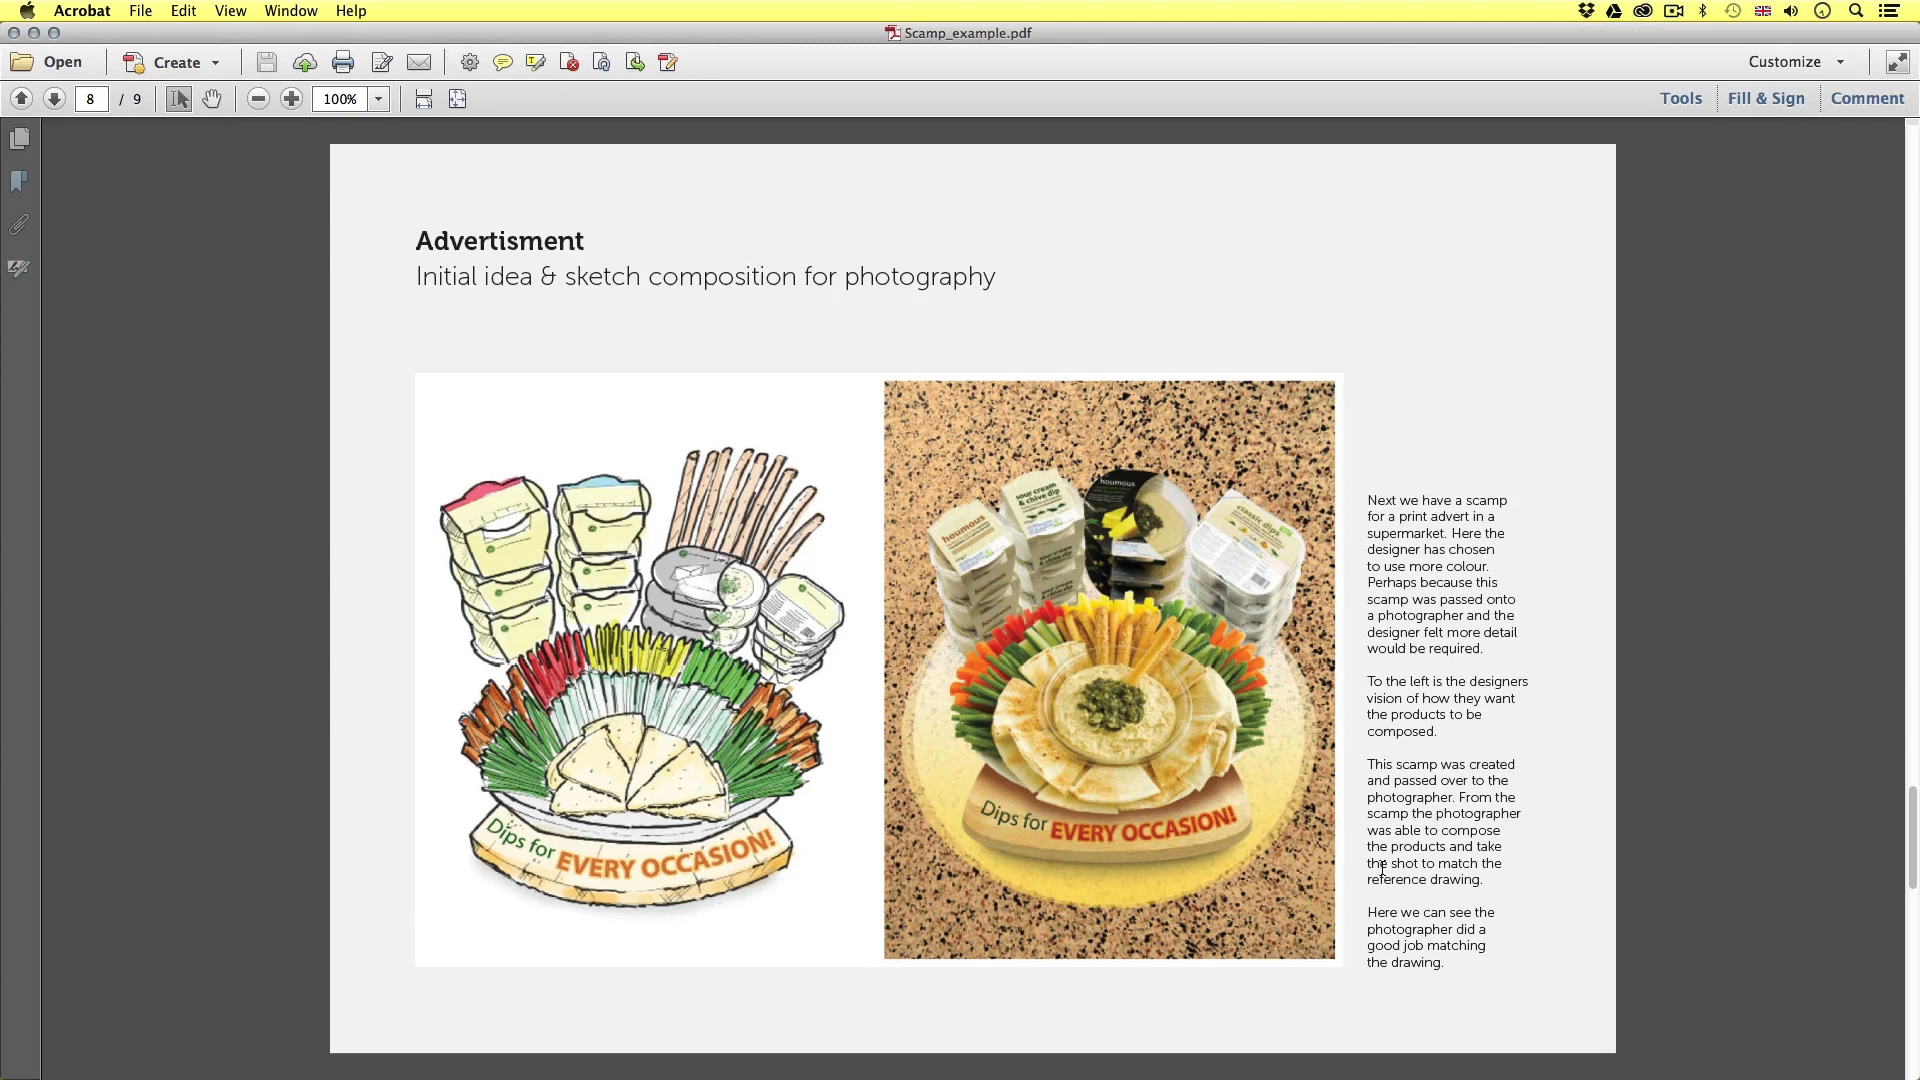 Acrobat File Edit View Window Help
Scamp_example.pdf
Open Create Customize
8 / 9 100% Tools Fill & Sign Comment
Advertisment
Initial idea & sketch composition for photography
Dips for EVERY OCCASION!
houmous
sour cream
& chive dip
houmous
classic dips
Dips for EVERY OCCASION!
Next we have a scamp
for a print advert in a
supermarket. Here the
designer has chosen
to use more colour.
Perhaps because this
scamp was passed onto
a photographer and the
designer felt more detail
would be required.
To the left is the designers
vision of how they want
the products to be
composed.
This scamp was created
and passed over to the
photographer. From the
scamp the photographer
was able to compose
the products and take
the shot to match the
reference drawing.
Here we can see the
photographer did a
good job matching
the drawing.